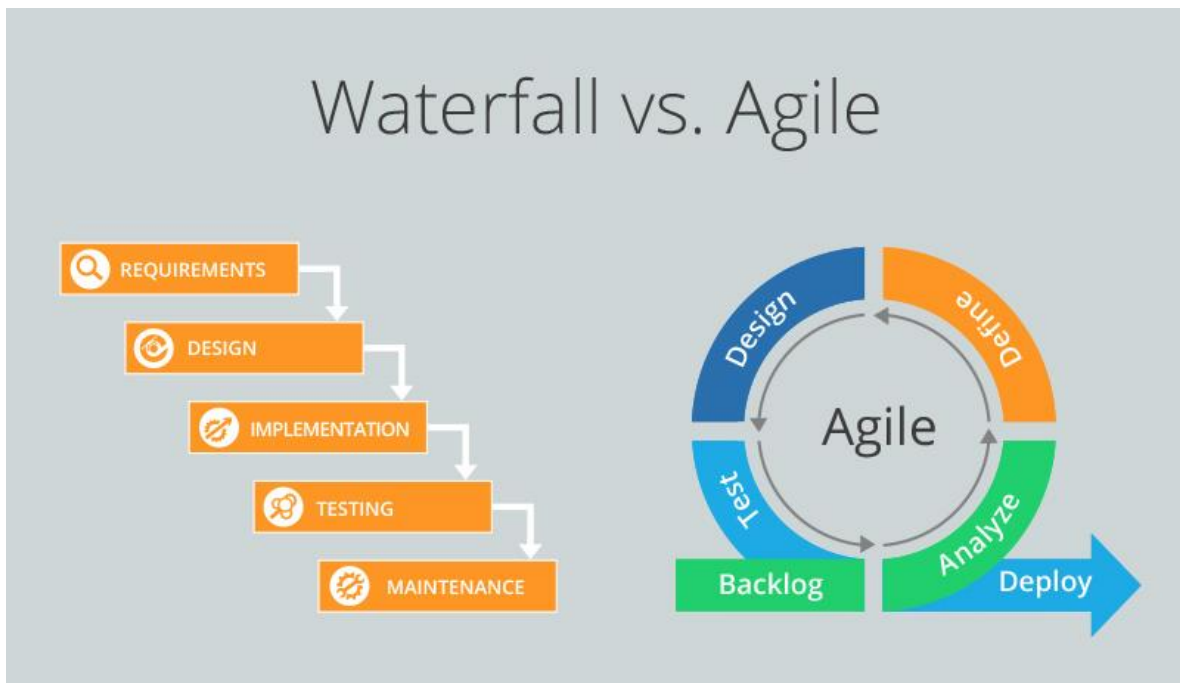 Waterfall vs. Agile
REQUIREMENTS
DESIGN
IMPLEMENTATION
TESTING
MAINTENANCE
Design
Define
Agile
Test
Analyze
Backlog
Deploy